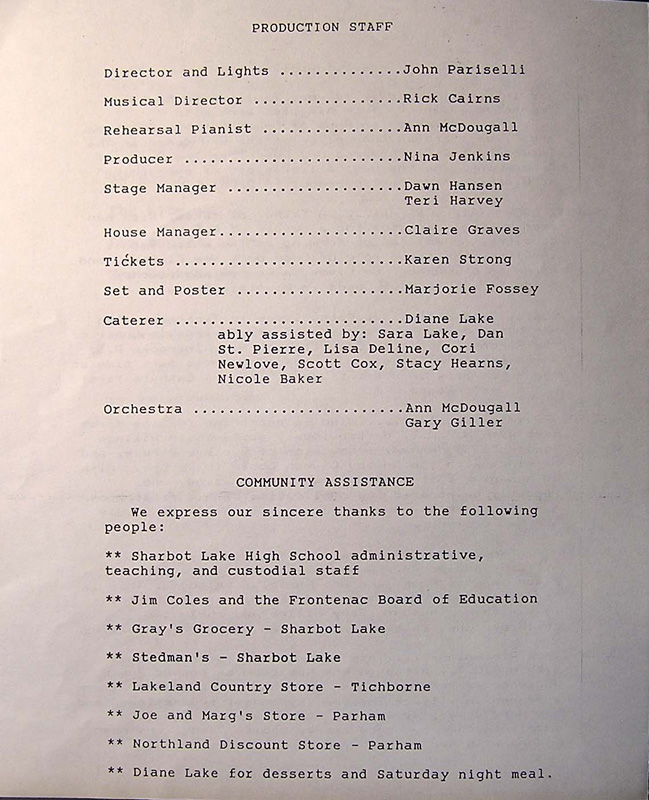 PRODUCTION STAFF
Director and Lights ..............John Pariselli
Musical Director .................Rick Cairns
Rehearsal Pianist ................Ann McDougall
Producer .........................Nina Jenkins
Stage Manager ....................Dawn Hansen
Teri Harvey
House Manager.....................Claire Graves
Tickets ..........................Karen Strong
Set and Poster ...................Marjorie Fossey
Caterer ..........................Diane Lake
ably assisted by: Sara Lake, Dan
St. Pierre, Lisa Deline, Cori
Newlove, Scott Cox, Stacy Hearns,
Nicole Baker
Orchestra ........................Ann McDougall
Gary Giller
COMMUNITY ASSISTANCE
We express our sincere thanks to the following
people:
** Sharbot Lake High School administrative,
teaching, and custodial staff
** Jim Coles and the Frontenac Board of Education
** Gray's Grocery - Sharbot Lake
** Stedman's - Sharbot Lake
** Lakeland Country Store - Tichborne
** Joe and Marg's Store - Parham
** Northland Discount Store - Parham
** Diane Lake for desserts and Saturday night meal.